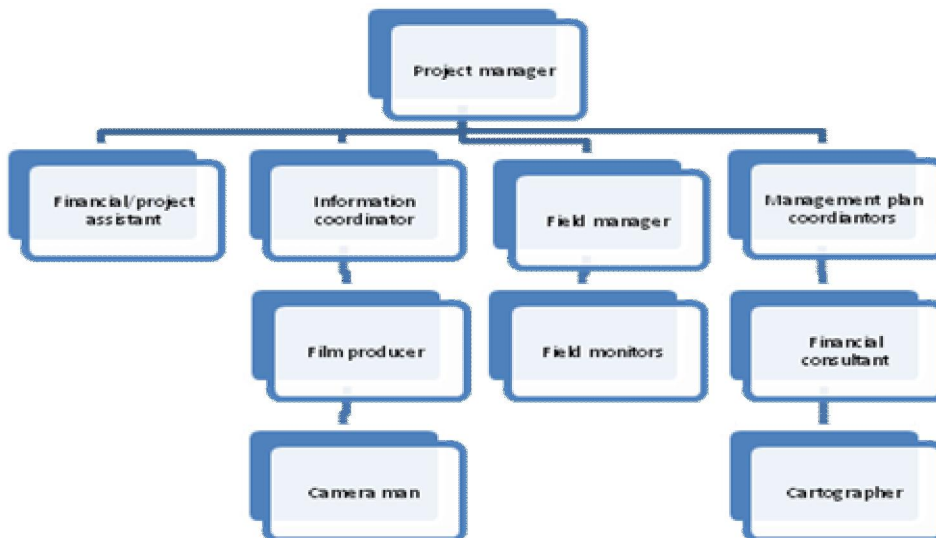 Project manager
Financial/project
assistant
Information
coordinator
Field manager
Management plan
coordiantors
Film producer
Field monitors
Financial
consultant
Camera man
Cartographer